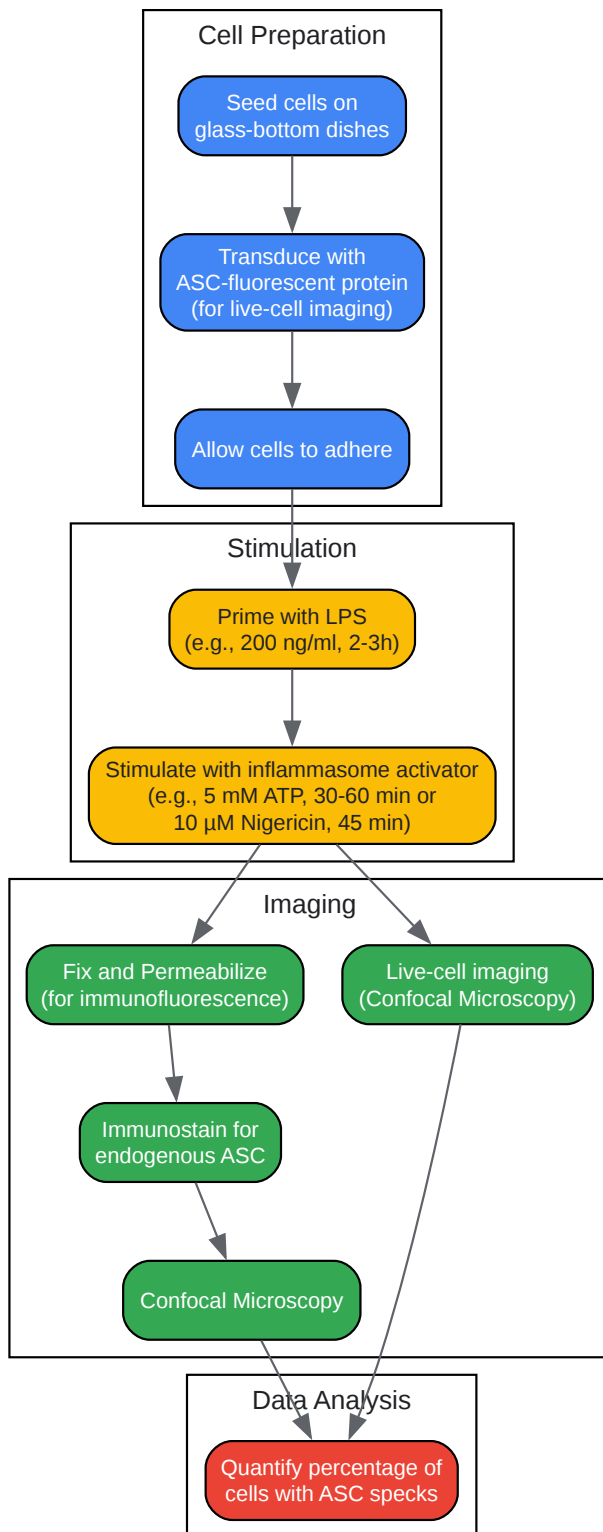 Cell Preparation
Seed cells on
glass-bottom dishes
Transduce with
ASC-fluorescent protein
(for live-cell imaging)
Allow cells to adhere
Stimulation
Prime with LPS
(e.g., 200 ng/ml, 2-3h)
Stimulate with inflammasome activator
(e.g., 5 mM ATP, 30-60 min or
10 µM Nigericin, 45 min)
Imaging
Fix and Permeabilize
(for immunofluorescence)
Live-cell imaging
(Confocal Microscopy)
Immunostain for
endogenous ASC
Confocal Microscopy
Data Analysis
Quantify percentage of
cells with ASC specks